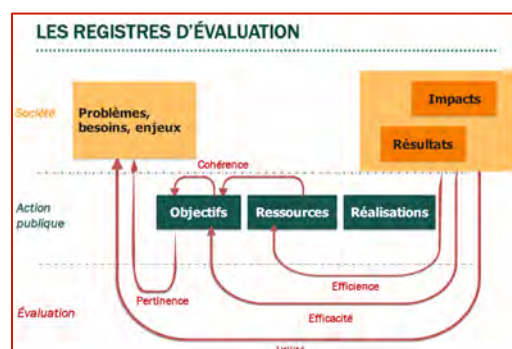 LES REGISTRES D'ÉVALUATION
Société
Problèmes,
besoins, enjeux
Impacts
Résultats
Cohérence
Action
publique
Objectifs
Ressources
Réalisations
Efficience
Pertinence
Évaluation
Efficacité